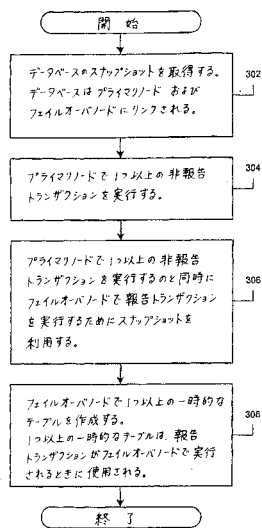 開始
データベースのスナップショットを取得する。
データベースはプライマリノードおよび
フェイルオーバノードにリンクされる。
302
プライマリノードで1つ以上の非報告
トランザクションを実行する。
304
プライマリノードで1つ以上の非報告
トランザクションを実行するのと同時に
フェイルオーバノードで報告トランザクション
を実行するためにスナップショットを
利用する。
306
フェイルオーバノードで1つ以上の一時的な
テーブルを作成する。
1つ以上の一時的なテーブルは、報告
トランザクションがフェイルオーバノードで実行
されるときに使用される。
308
終了